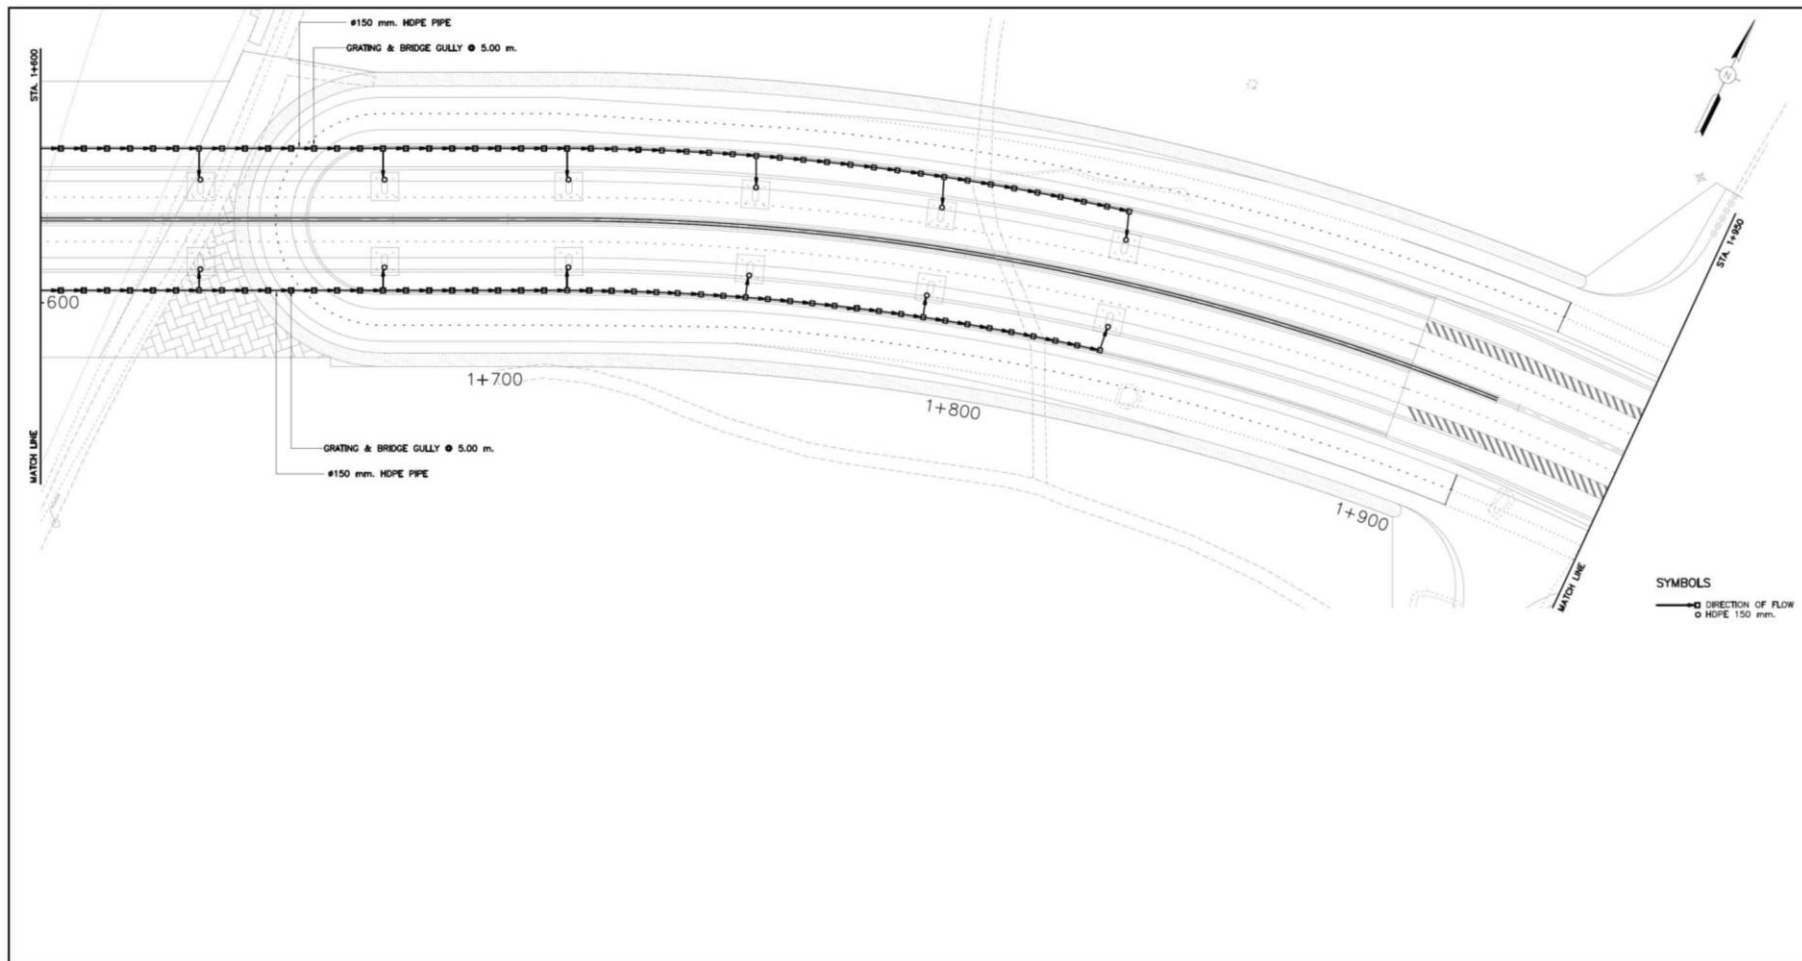 ø150 mm. HDPE PIPE
GRATING & BRIDGE GULLY @ 5.00 m.
STA. 1+600
N
STA. 1+950
-600
1+700
1+800
1+900
MATCH LINE
GRATING & BRIDGE GULLY @ 5.00 m.
ø150 mm. HDPE PIPE
MATCH LINE
SYMBOLS
DIRECTION OF FLOW
HDPE 150 mm.